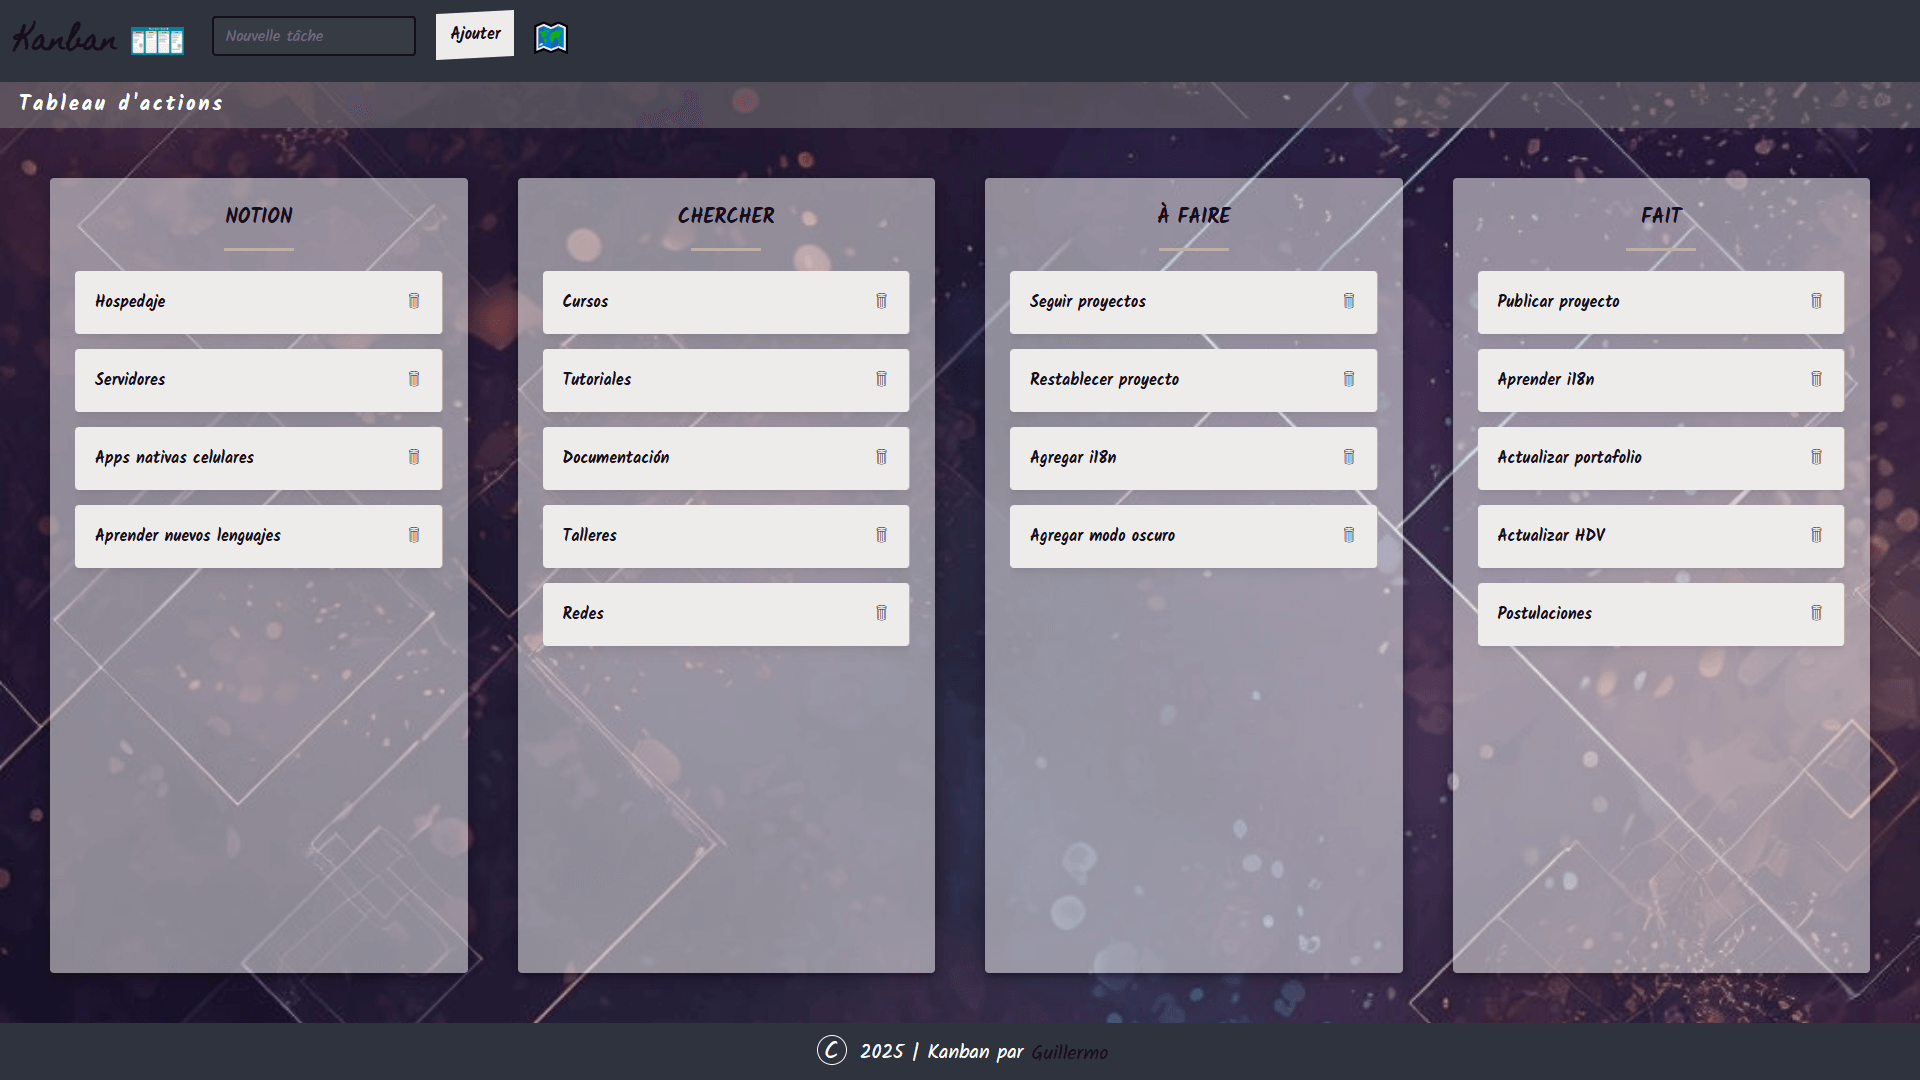 Kanban
Nouvelle tâche
Ajouter
Tableau d'actions
NOTION
Hospedaje
Servidores
Apps nativas celulares
Aprender nuevos lenguajes
CHERCHER
Cursos
Tutoriales
Documentación
Talleres
Redes
À FAIRE
Seguir proyectos
Restablecer proyecto
Agregar i18n
Agregar modo oscuro
FAIT
Publicar proyecto
Aprender i18n
Actualizar portafolio
Actualizar HDV
Postulaciones
© 2025 | Kanban par Guillermo